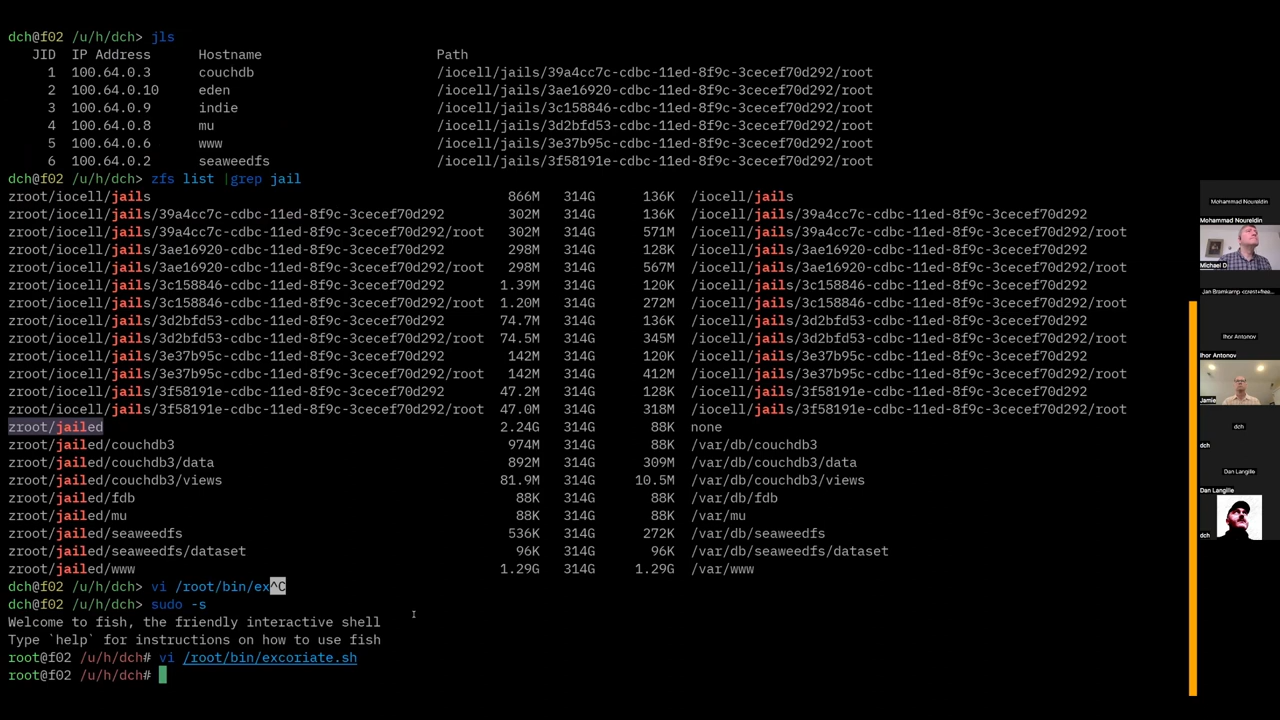 dch@f02 /u/h/dch> jls
JID IP Address Hostname Path
1 100.64.0.3 couchdb /iocell/jails/39a4cc7c-cdbc-11ed-8f9c-3cecef70d292/root
2 100.64.0.10 eden /iocell/jails/3ae16920-cdbc-11ed-8f9c-3cecef70d292/root
3 100.64.0.9 indie /iocell/jails/3c158846-cdbc-11ed-8f9c-3cecef70d292/root
4 100.64.0.8 mu /iocell/jails/3d2bfd53-cdbc-11ed-8f9c-3cecef70d292/root
5 100.64.0.6 www /iocell/jails/3e37b95c-cdbc-11ed-8f9c-3cecef70d292/root
6 100.64.0.2 seaweedfs /iocell/jails/3f58191e-cdbc-11ed-8f9c-3cecef70d292/root
dch@f02 /u/h/dch> zfs list |grep jail
zroot/iocell/jails 866M 314G 136K /iocell/jails
zroot/iocell/jails/39a4cc7c-cdbc-11ed-8f9c-3cecef70d292 302M 314G 136K /iocell/jails/39a4cc7c-cdbc-11ed-8f9c-3cecef70d292
zroot/iocell/jails/39a4cc7c-cdbc-11ed-8f9c-3cecef70d292/root 302M 314G 571M /iocell/jails/39a4cc7c-cdbc-11ed-8f9c-3cecef70d292/root
zroot/iocell/jails/3ae16920-cdbc-11ed-8f9c-3cecef70d292 298M 314G 128K /iocell/jails/3ae16920-cdbc-11ed-8f9c-3cecef70d292
zroot/iocell/jails/3ae16920-cdbc-11ed-8f9c-3cecef70d292/root 298M 314G 567M /iocell/jails/3ae16920-cdbc-11ed-8f9c-3cecef70d292/root
zroot/iocell/jails/3c158846-cdbc-11ed-8f9c-3cecef70d292 1.39M 314G 120K /iocell/jails/3c158846-cdbc-11ed-8f9c-3cecef70d292
zroot/iocell/jails/3c158846-cdbc-11ed-8f9c-3cecef70d292/root 1.20M 314G 272M /iocell/jails/3c158846-cdbc-11ed-8f9c-3cecef70d292/root
zroot/iocell/jails/3d2bfd53-cdbc-11ed-8f9c-3cecef70d292 74.7M 314G 136K /iocell/jails/3d2bfd53-cdbc-11ed-8f9c-3cecef70d292
zroot/iocell/jails/3d2bfd53-cdbc-11ed-8f9c-3cecef70d292/root 74.5M 314G 345M /iocell/jails/3d2bfd53-cdbc-11ed-8f9c-3cecef70d292/root
zroot/iocell/jails/3e37b95c-cdbc-11ed-8f9c-3cecef70d292 142M 314G 120K /iocell/jails/3e37b95c-cdbc-11ed-8f9c-3cecef70d292
zroot/iocell/jails/3e37b95c-cdbc-11ed-8f9c-3cecef70d292/root 142M 314G 412M /iocell/jails/3e37b95c-cdbc-11ed-8f9c-3cecef70d292/root
zroot/iocell/jails/3f58191e-cdbc-11ed-8f9c-3cecef70d292 47.2M 314G 128K /iocell/jails/3f58191e-cdbc-11ed-8f9c-3cecef70d292
zroot/iocell/jails/3f58191e-cdbc-11ed-8f9c-3cecef70d292/root 47.0M 314G 318M /iocell/jails/3f58191e-cdbc-11ed-8f9c-3cecef70d292/root
zroot/jailed 2.24G 314G 88K none
zroot/jailed/couchdb3 974M 314G 88K /var/db/couchdb3
zroot/jailed/couchdb3/data 892M 314G 309M /var/db/couchdb3/data
zroot/jailed/couchdb3/views 81.9M 314G 10.5M /var/db/couchdb3/views
zroot/jailed/fdb 88K 314G 88K /var/db/fdb
zroot/jailed/mu 88K 314G 88K /var/mu
zroot/jailed/seaweedfs 536K 314G 272K /var/db/seaweedfs
zroot/jailed/seaweedfs/dataset 96K 314G 96K /var/db/seaweedfs/dataset
zroot/jailed/www 1.29G 314G 1.29G /var/www
dch@f02 /u/h/dch> vi /root/bin/ex^C
dch@f02 /u/h/dch> sudo -s
Welcome to fish, the friendly interactive shell
Type `help` for instructions on how to use fish
root@f02 /u/h/dch# vi /root/bin/excoriate.sh
root@f02 /u/h/dch#
Mohammad Noureldin
Mohammad Noureldin
Michael D
Jan Bramkamp
Ihor Antonov
Ihor Antonov
Jamie
dch
dch
Dan Langille
Dan Langille
dch